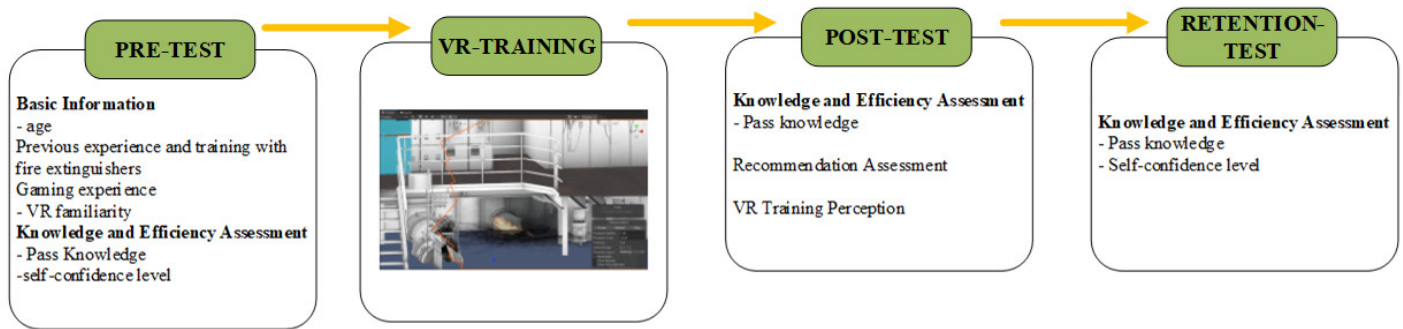 PRE-TEST
Basic Information
- age
Previous experience and training with
fire extinguishers
Gaming experience
- VR familiarity
Knowledge and Efficiency Assessment
- Pass Knowledge
-self-confidence level
VR-TRAINING
POST-TEST
Knowledge and Efficiency Assessment
- Pass knowledge
Recommendation Assessment
VR Training Perception
RETENTION-
TEST
Knowledge and Efficiency Assessment
- Pass knowledge
- Self-confidence level